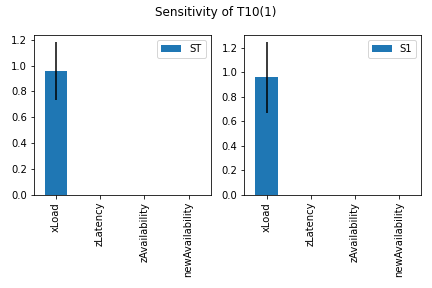 Sensitivity of T10(1)
ST
1.2
1.0
0.8
0.6
0.4
0.2
0.0
xLoad
zLatency
zAvailability
newAvailability
S1
1.2
1.0
0.8
0.6
0.4
0.2
0.0
xLoad
zLatency
zAvailability
newAvailability